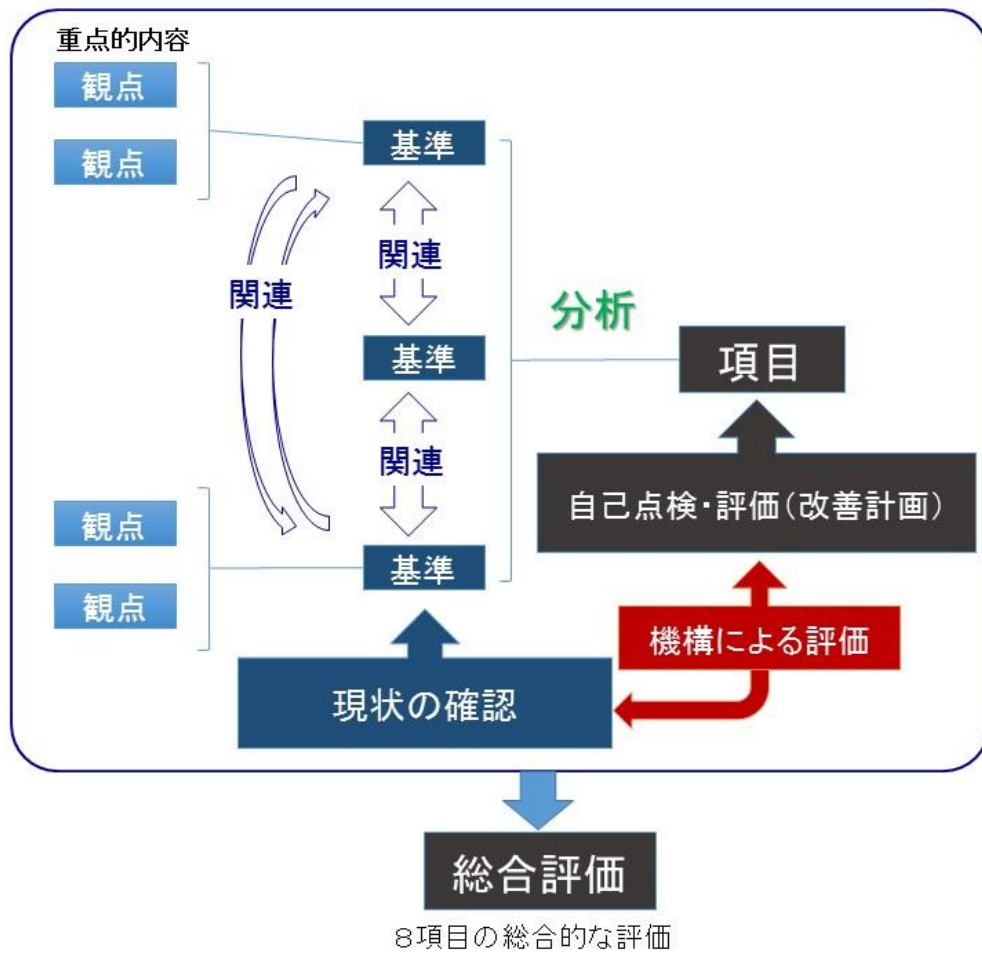 重点的内容
観点
観点
基準
関連
関連
基準
関連
基準
観点
観点
分析
項目
自己点検・評価(改善計画)
機構による評価
現状の確認
総合評価
8項目の総合的な評価